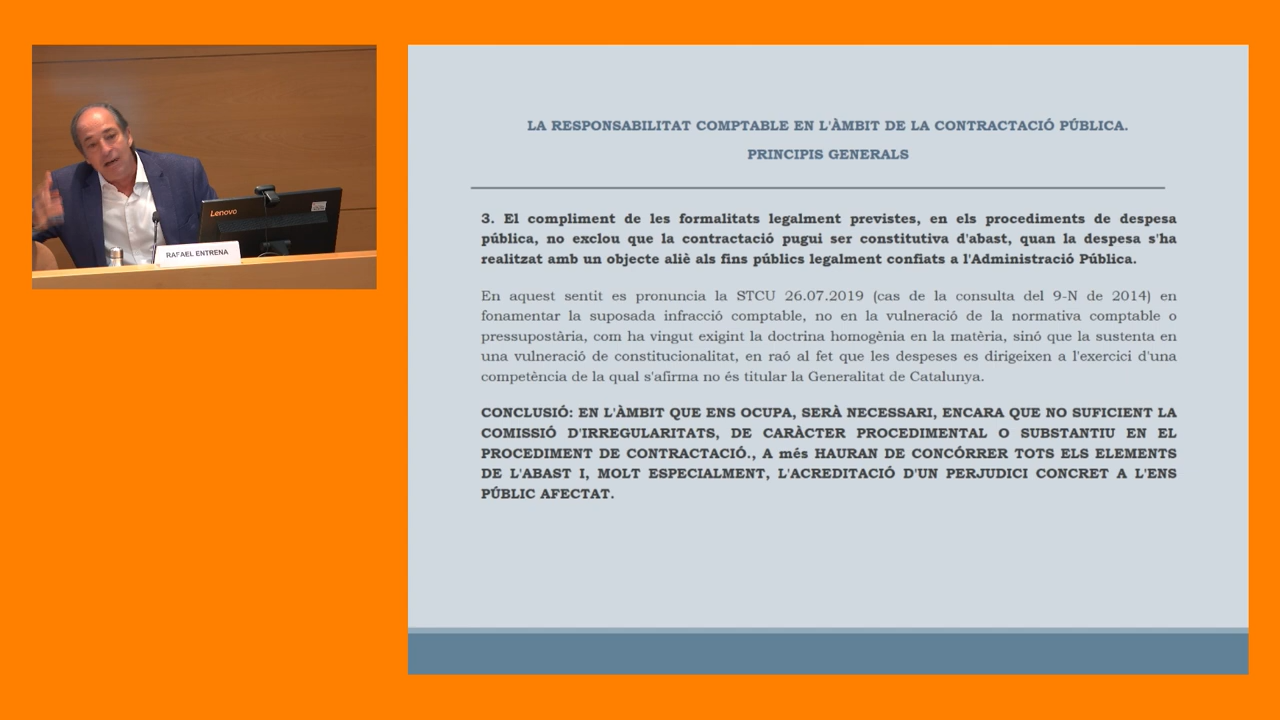 Lenovo
RAFAEL ENTRENA
LA RESPONSABILITAT COMPTABLE EN L'ÀMBIT DE LA CONTRACTACIÓ PÚBLICA.
PRINCIPIS GENERALS
3. El compliment de les formalitats legalment previstes, en els procediments de despesa
pública, no exclou que la contractació pugui ser constitutiva d'abast, quan la despesa s'ha
realitzat amb un objecte aliè als fins públics legalment confiats a l'Administració Pública.
En aquest sentit es pronuncia la STCU 26.07.2019 (cas de la consulta del 9-N de 2014) en
fonamentar la suposada infracció comptable, no en la vulneració de la normativa comptable o
pressupostària, com ha vingut exigint la doctrina homogènia en la matèria, sinó que la sustenta en
una vulneració de constitucionalitat, en raó al fet que les despeses es dirigeixen a l'exercici d'una
competència de la qual s'afirma no és titular la Generalitat de Catalunya.
CONCLUSIÓ: EN L'ÀMBIT QUE ENS OCUPA, SERÀ NECESSARI, ENCARA QUE NO SUFICIENT LA
COMISSIÓ D'IRREGULARITATS, DE CARÀCTER PROCEDIMENTAL O SUBSTANTIU EN EL
PROCEDIMENT DE CONTRACTACIÓ., A més HAURAN DE CONCÓRRER TOTS ELS ELEMENTS
DE L'ABAST I, MOLT ESPECIALMENT, L'ACREDITACIÓ D'UN PERJUDICI CONCRET A L'ENS
PÚBLIC AFECTAT.